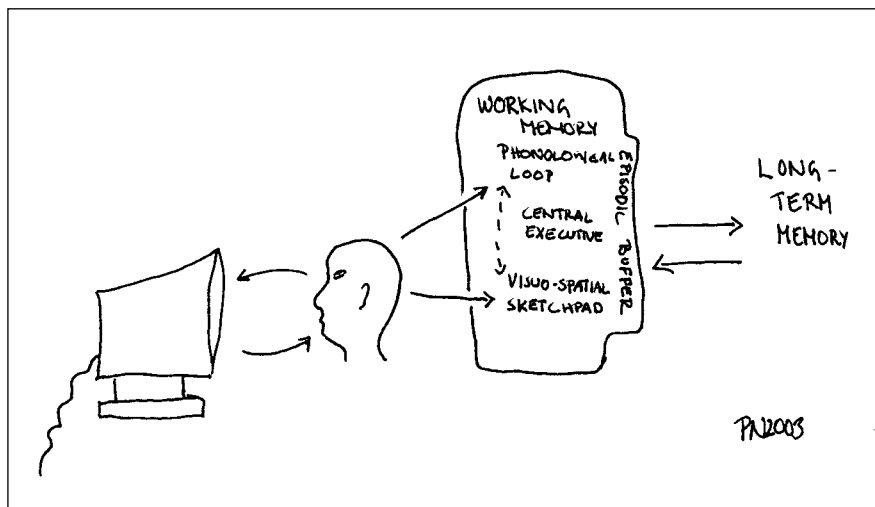 WORKING
MEMORY
PHONOLOGICAL
LOOP
CENTRAL
EXECUTIVE
VISUO-SPATIAL
SKETCHPAD
EPISODIC BUFFER
LONG-
TERM
MEMORY
PN2003